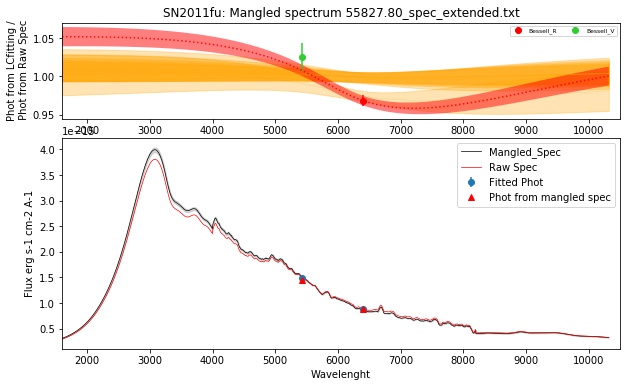 SN2011fu: Mangled spectrum 55827.80_spec_extended.txt
Phot from LCfitting /
Phot from Raw Spec
1.05
1.00
0.95
Bessell_R
Bessell_V
2000 3000 4000 5000 6000 7000 8000 9000 10000
Flux erg s-1 cm-2 A-1
4.0
3.5
3.0
2.5
2.0
1.5
1.0
0.5
Mangled_Spec
Raw Spec
Fitted Phot
Phot from mangled spec
2000 3000 4000 5000 6000 7000 8000 9000 10000
Wavelenght